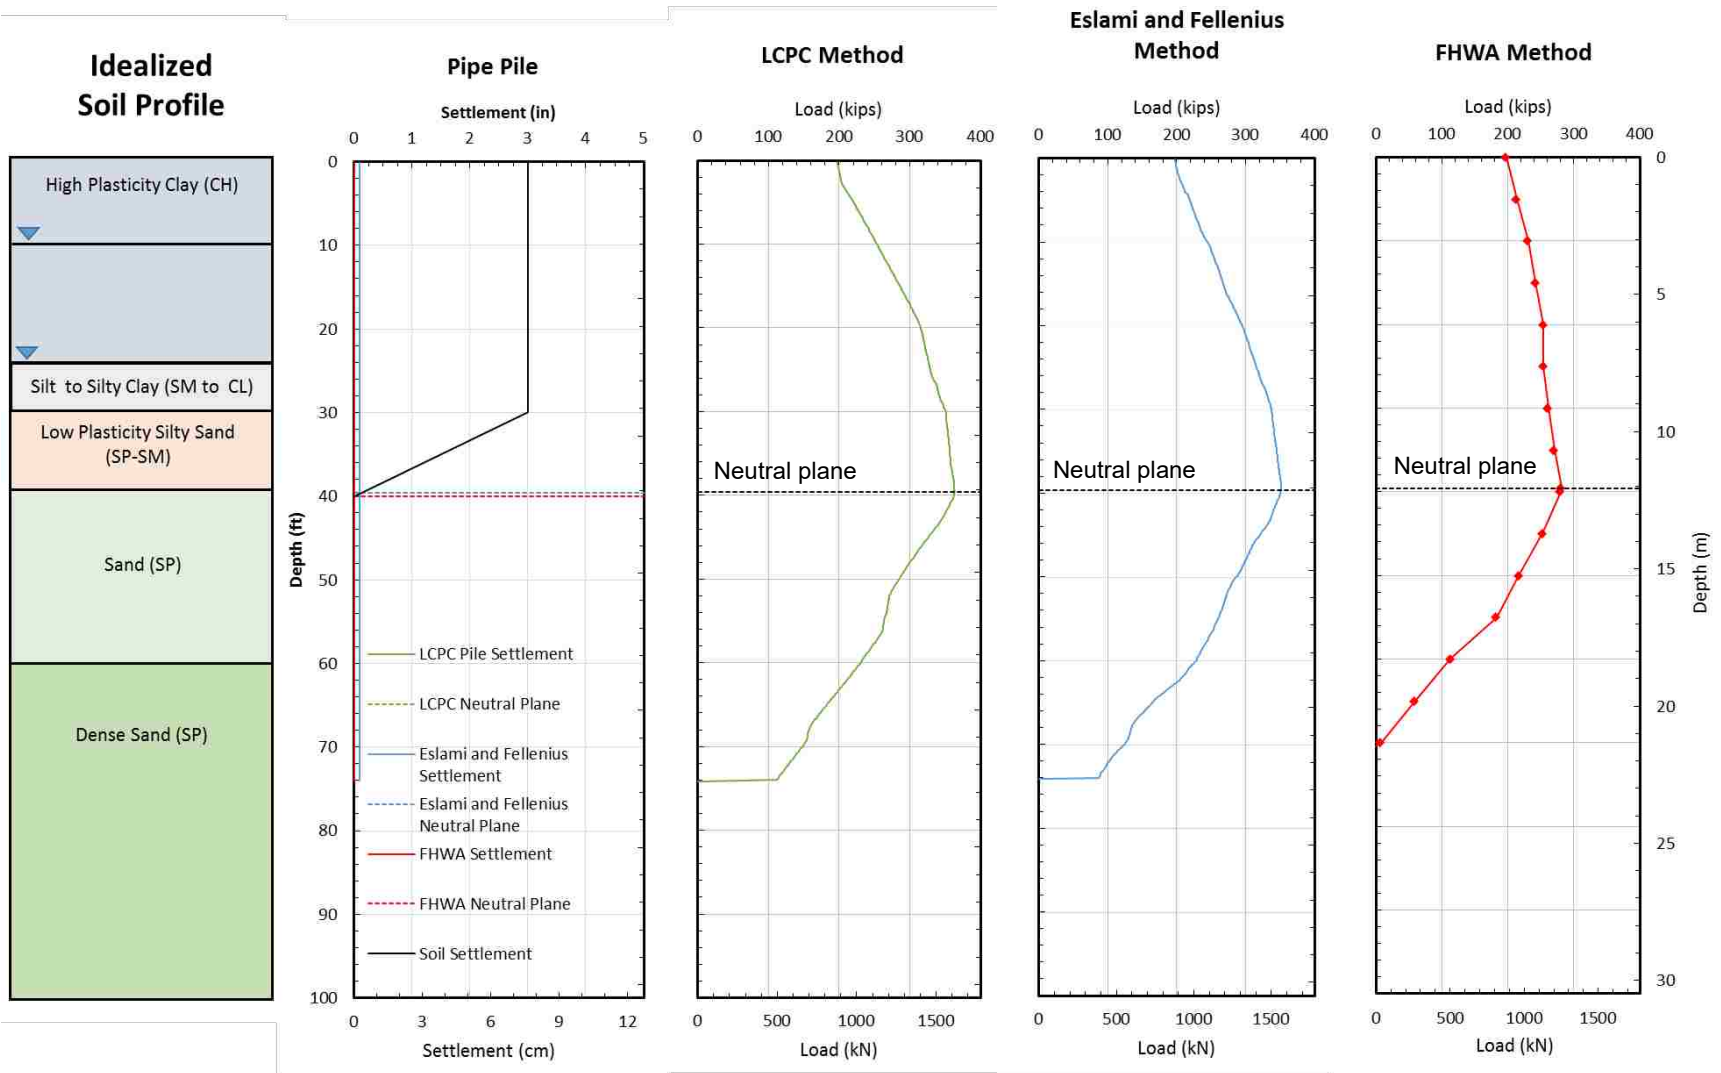 Idealized
Soil Profile
High Plasticity Clay (CH)
Silt to Silty Clay (SM to CL)
Low Plasticity Silty Sand
(SP-SM)
Sand (SP)
Dense Sand (SP)
Pipe Pile
Settlement (in)
0 1 2 3 4 5
0
10
20
30
40
50
60
70
80
90
100
Depth (ft)
LCPC Pile Settlement
LCPC Neutral Plane
Eslami and Fellenius
Settlement
Eslami and Fellenius
Neutral Plane
FHWA Settlement
FHWA Neutral Plane
Soil Settlement
0 3 6 9 12
Settlement (cm)
LCPC Method
Load (kips)
0 100 200 300 400
Neutral plane
0 500 1000 1500
Load (kN)
Eslami and Fellenius
Method
Load (kips)
0 100 200 300 400
Neutral plane
0 500 1000 1500
Load (kN)
FHWA Method
Load (kips)
0 100 200 300 400
Neutral plane
0
5
10
15
20
25
30
Depth (m)
0 500 1000 1500
Load (kN)